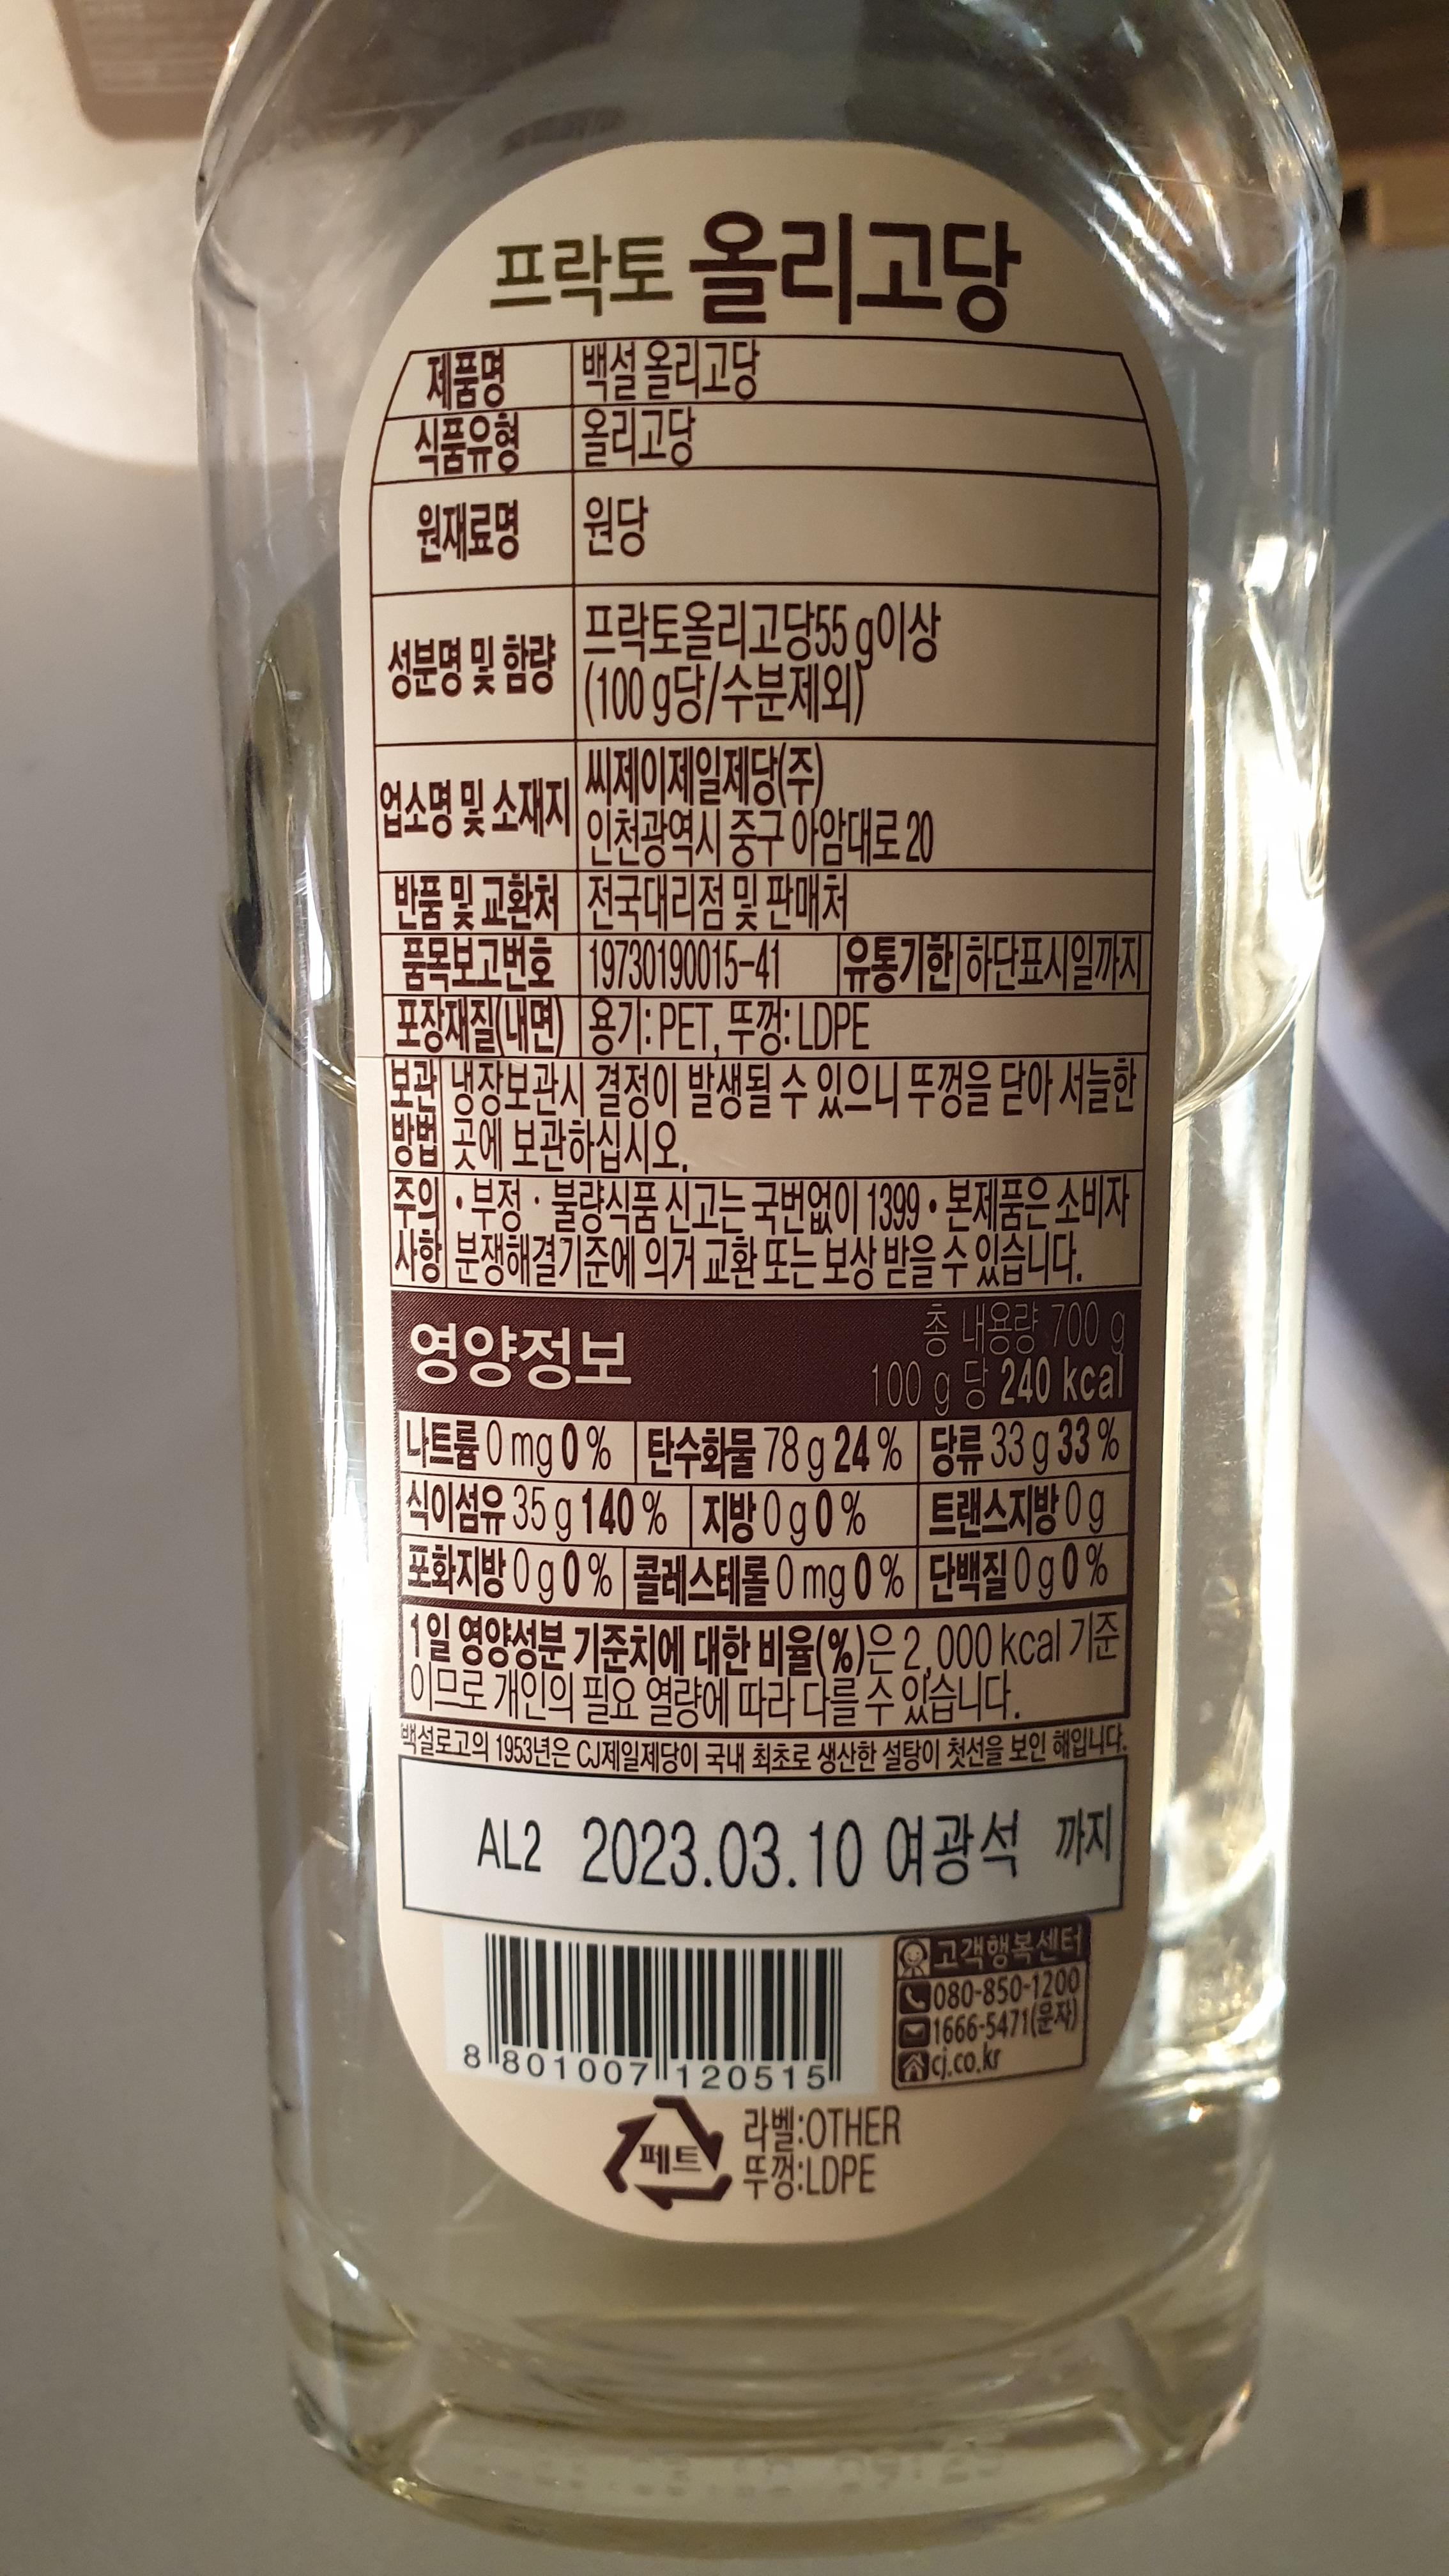 프락토 올리고당
제품명 백설 올리고당
식품유형 올리고당
원재료명 원당
성분명 및 함량 프락토올리고당55 g이상
(100 g당/수분제외)
업소명 및 소재지 씨제이제일제당(주)
인천광역시 중구 아암대로 20
반품 및 교환처 전국대리점 및 판매처
품목보고번호 19730190015-41 유통기한 하단표시일까지
포장재질(내면) 용기: PET, 뚜껑: LDPE
보관 냉장보관시 결정이 발생될 수 있으니 뚜껑을 닫아 서늘한
방법 곳에 보관하십시오.
주의 • 부정 · 불량식품 신고는 국번없이 1399 • 본제품은 소비자
사항 분쟁해결기준에 의거 교환 또는 보상 받을 수 있습니다.
영양정보 총 내용량 700 g
100 g 당 240 kcal
나트륨 0 mg 0 % 탄수화물 78 g 24 % 당류 33 g 33 %
식이섬유 35 g 140 % 지방 0 g 0 % 트랜스지방 0 g
포화지방 0 g 0 % 콜레스테롤 0 mg 0 % 단백질 0 g 0 %
1일 영양성분 기준치에 대한 비율(%)은 2,000 kcal 기준
이므로 개인의 필요 열량에 따라 다를 수 있습니다.
백설로고의 1953년은 CJ제일제당이 국내 최초로 생산한 설탕이 첫선을 보인 해입니다.
AL2 2023.03.10 여광석 까지
고객행복센터
080-850-1200
1666-5471(문자)
cj.co.kr
8 801007 120515
페트 라벨:OTHER
뚜껑:LDPE